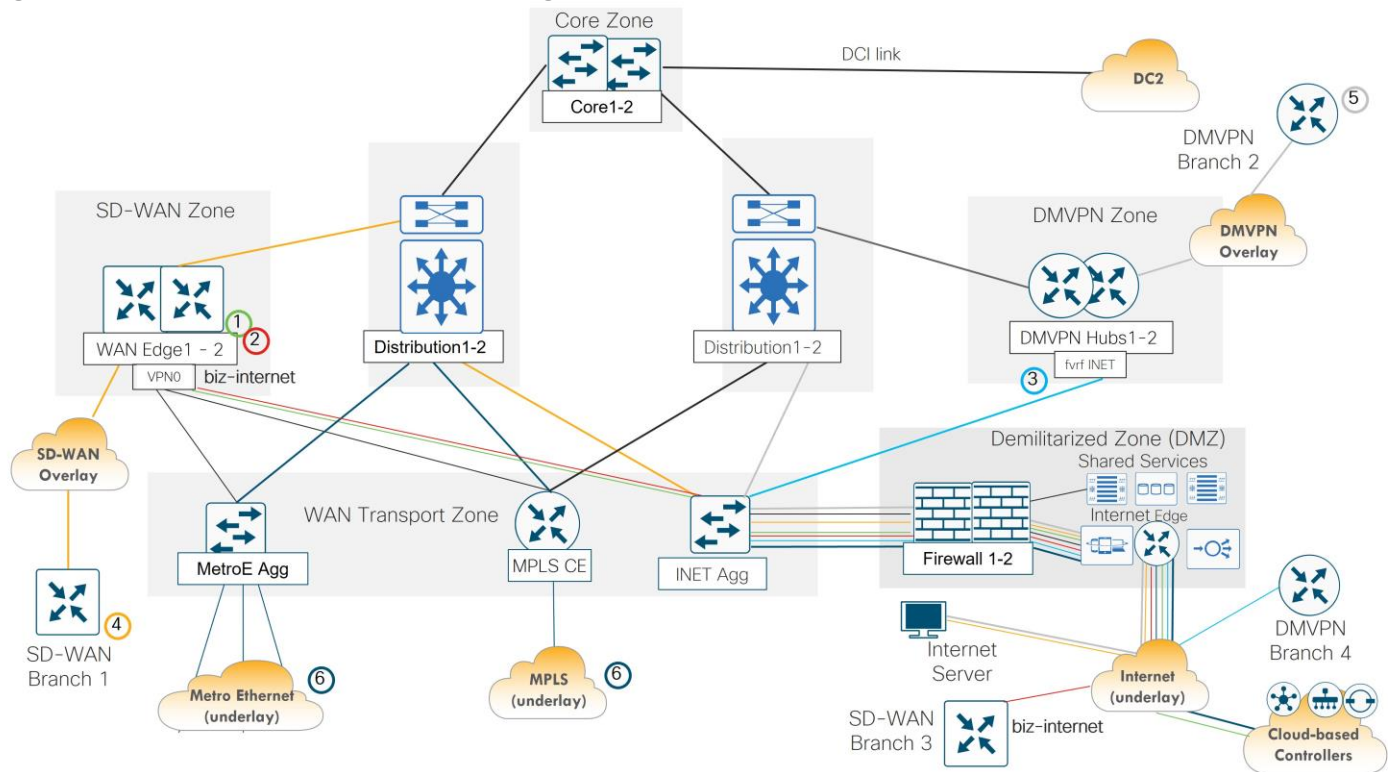 Core Zone
DCI link
DC2
Core1-2
5
DMVPN
Branch 2
SD-WAN Zone
DMVPN Zone
DMVPN
Overlay
1
2
WAN Edge1 - 2
Distribution1-2
Distribution1-2
DMVPN Hubs1-2
VPN0
biz-internet
fvrf INET
3
SD-WAN
Overlay
Demilitarized Zone (DMZ)
Shared Services
WAN Transport Zone
Internet Edge
MetroE Agg
MPLS CE
INET Agg
Firewall 1-2
4
SD-WAN
Branch 1
Internet
Server
DMVPN
Branch 4
Metro Ethernet
(underlay)
6
MPLS
(underlay)
6
Internet
(underlay)
SD-WAN
Branch 3
biz-internet
Cloud-based
Controllers